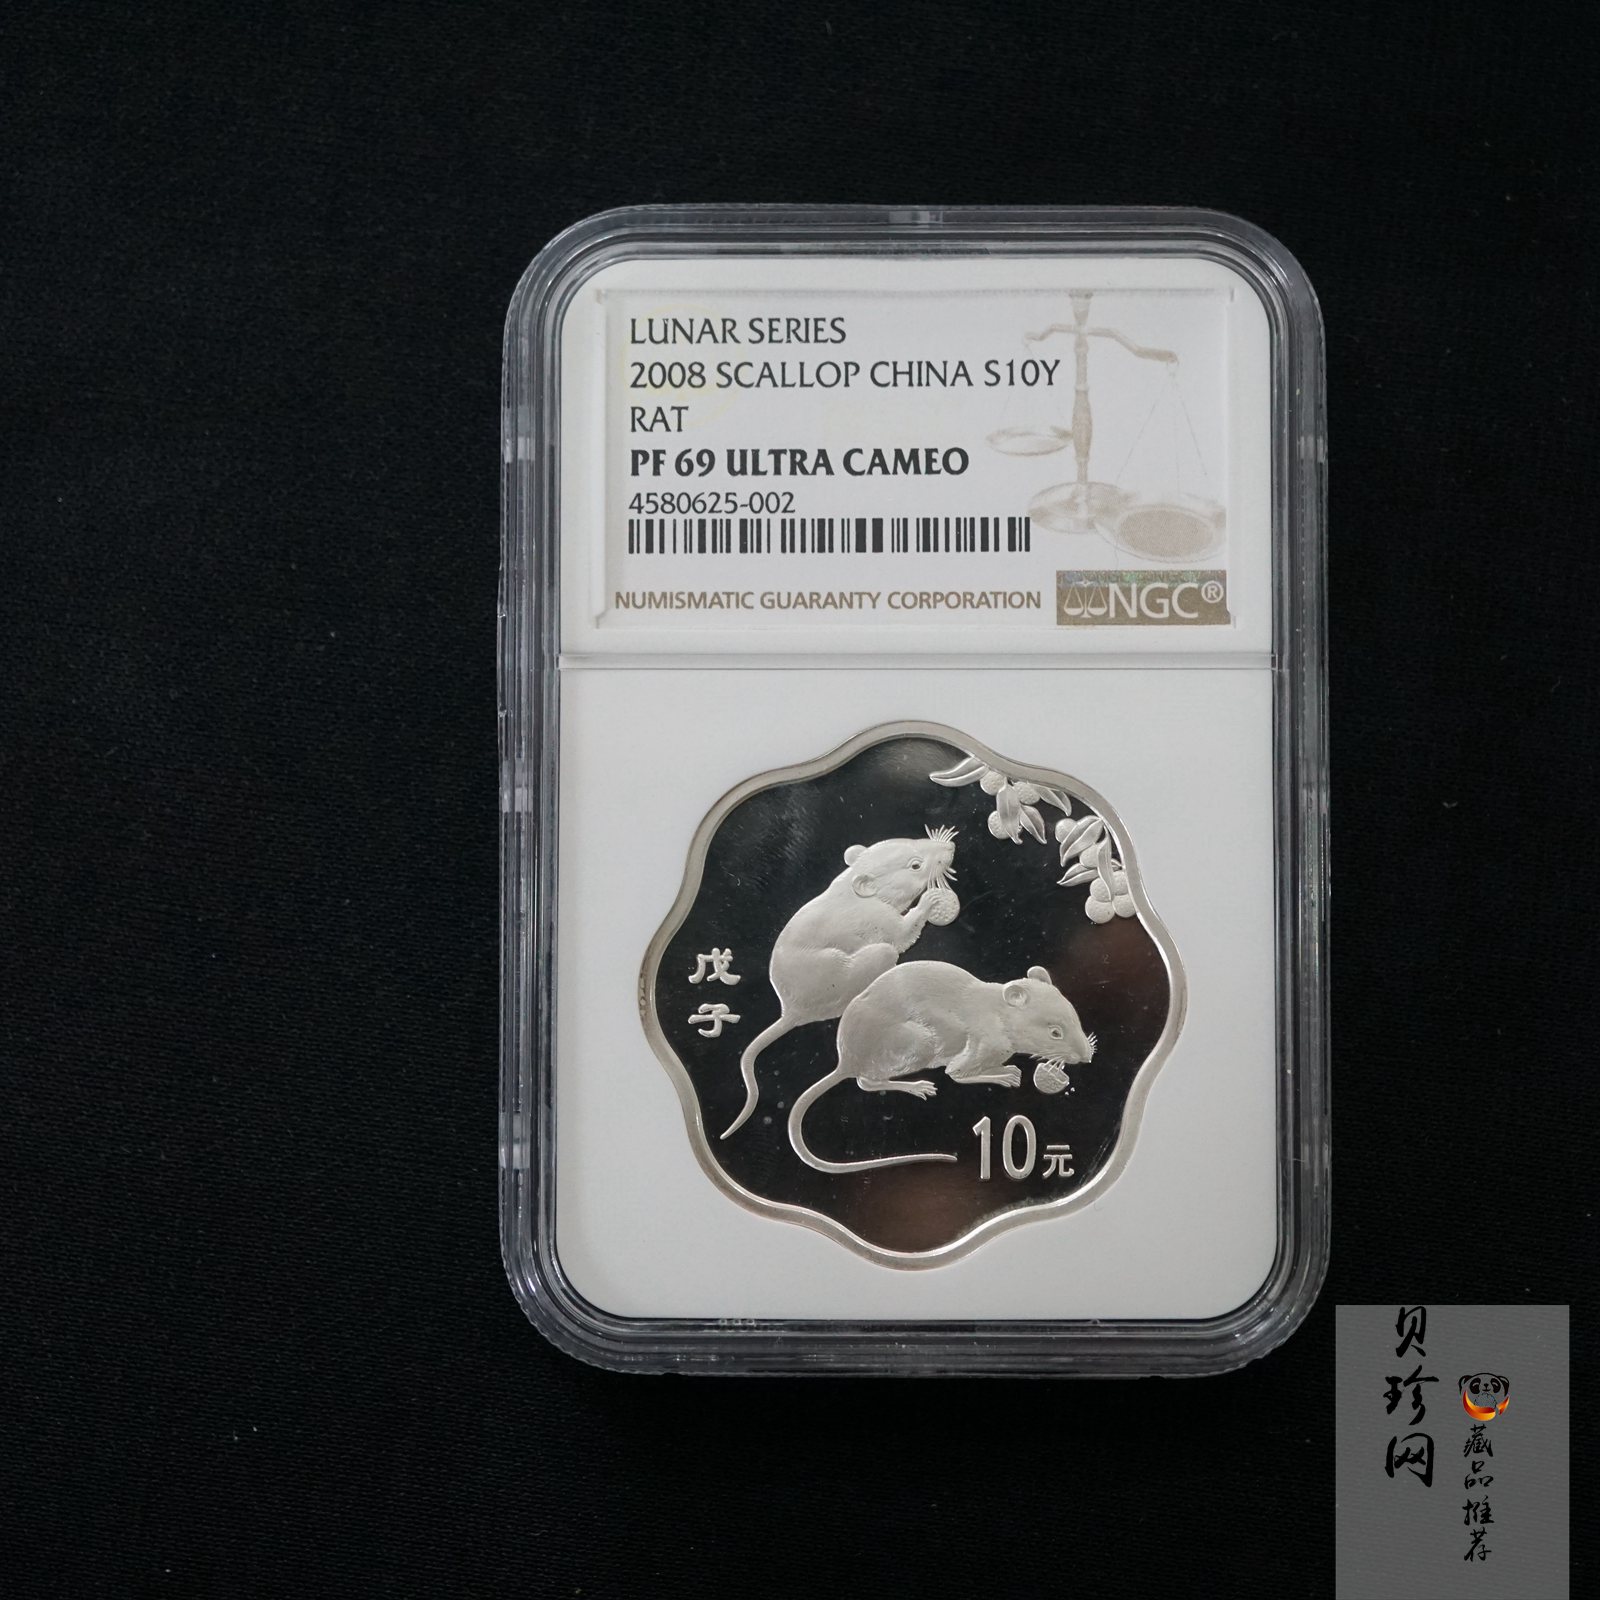 LUNAR SERIES
2008 SCALLOP CHINA S10Y
RAT
PF 69 ULTRA CAMEO
4580625-002
NUMISMATIC GUARANTY CORPORATION
NGC®
戊子
10元
贝珍网
藏品推荐